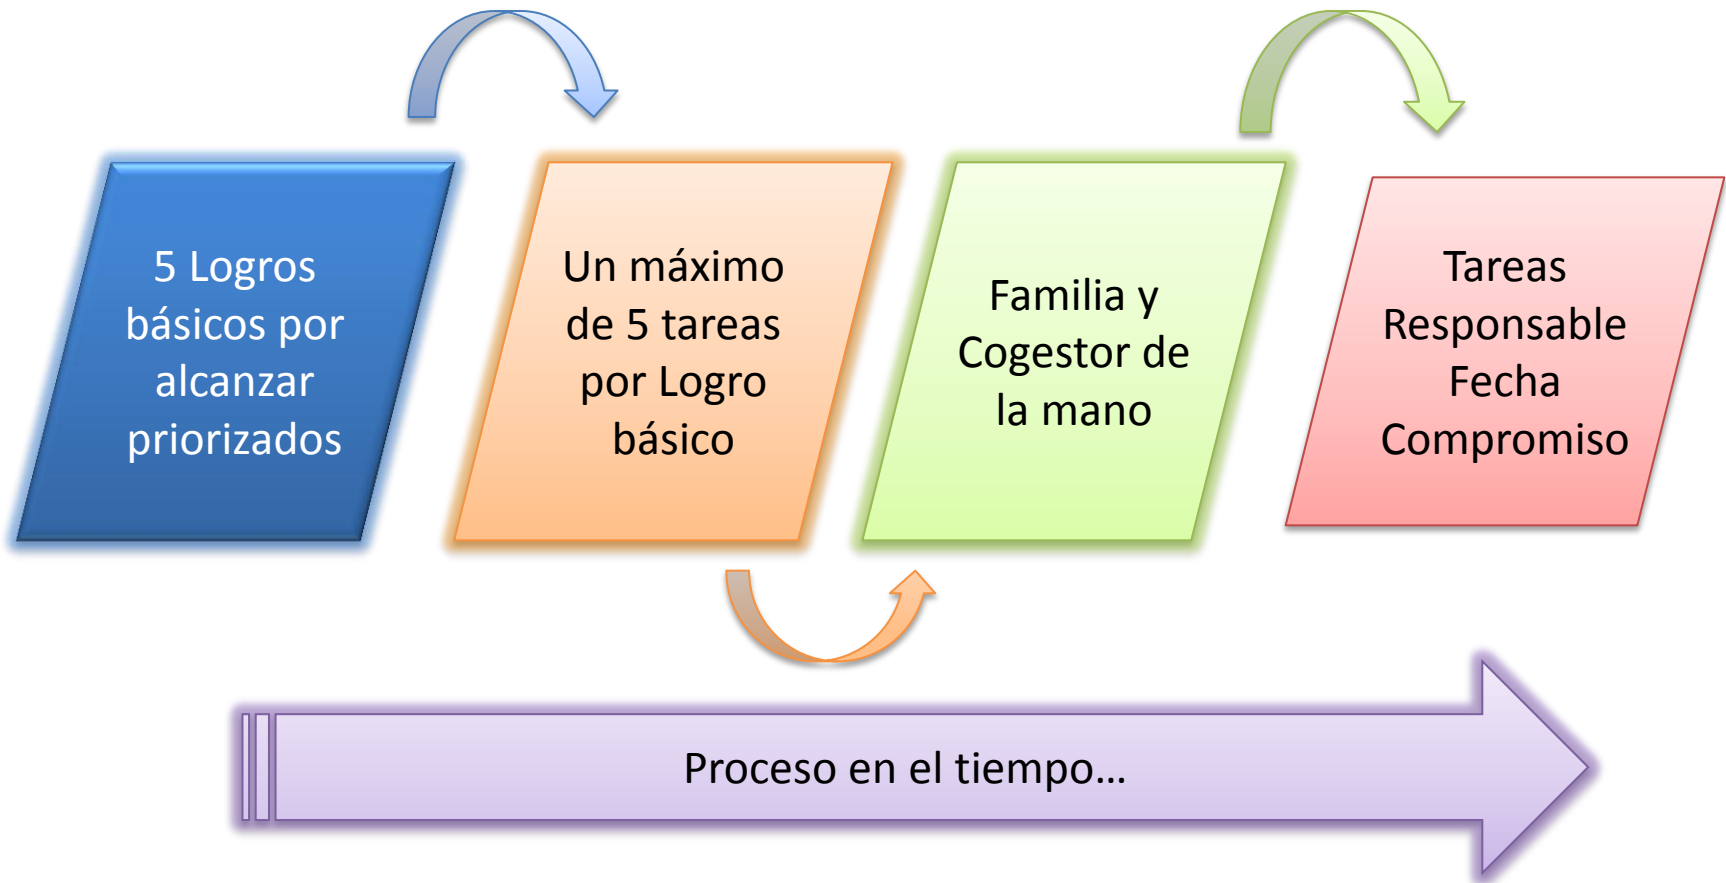 5 Logros
básicos por
alcanzar
priorizados
Un máximo
de 5 tareas
por Logro
básico
Familia y
Cogestor de
la mano
Tareas
Responsable
Fecha
Compromiso
Proceso en el tiempo…